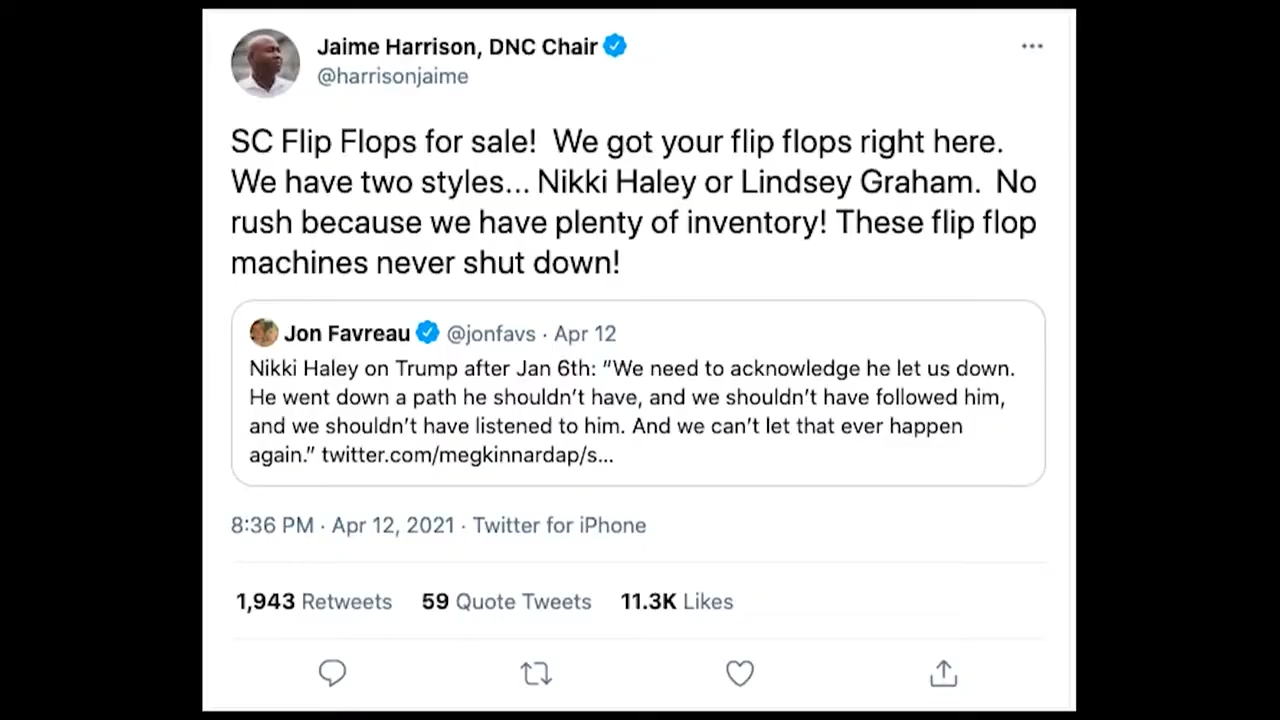 Jaime Harrison, DNC Chair
@harrisonjaime
SC Flip Flops for sale!  We got your flip flops right here.
We have two styles... Nikki Haley or Lindsey Graham.  No
rush because we have plenty of inventory! These flip flop
machines never shut down!
Jon Favreau @jonfavs · Apr 12
Nikki Haley on Trump after Jan 6th: “We need to acknowledge he let us down.
He went down a path he shouldn’t have, and we shouldn’t have followed him,
and we shouldn’t have listened to him. And we can’t let that ever happen
again.” twitter.com/megkinnardap/s...
8:36 PM · Apr 12, 2021 · Twitter for iPhone
1,943 Retweets 59 Quote Tweets 11.3K Likes